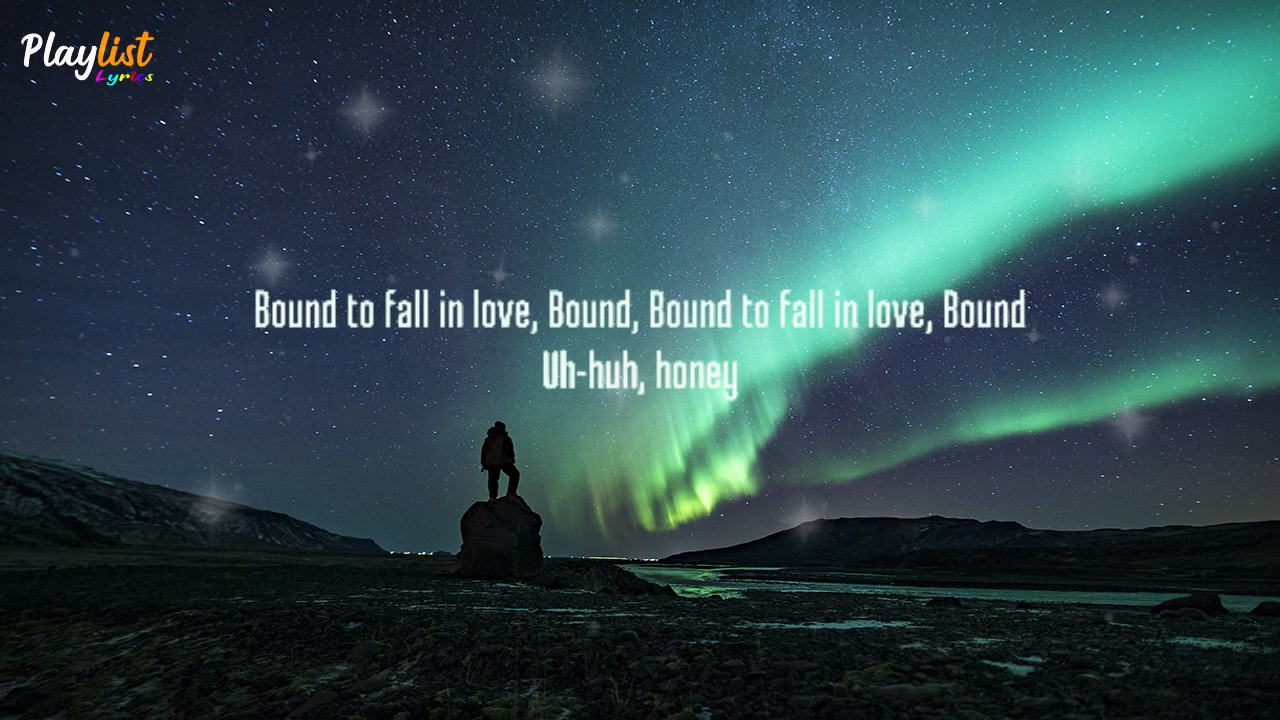 Playlist
Lyrics
Bound to fall in love, Bound, Bound to fall in love, Bound
Uh-huh, honey